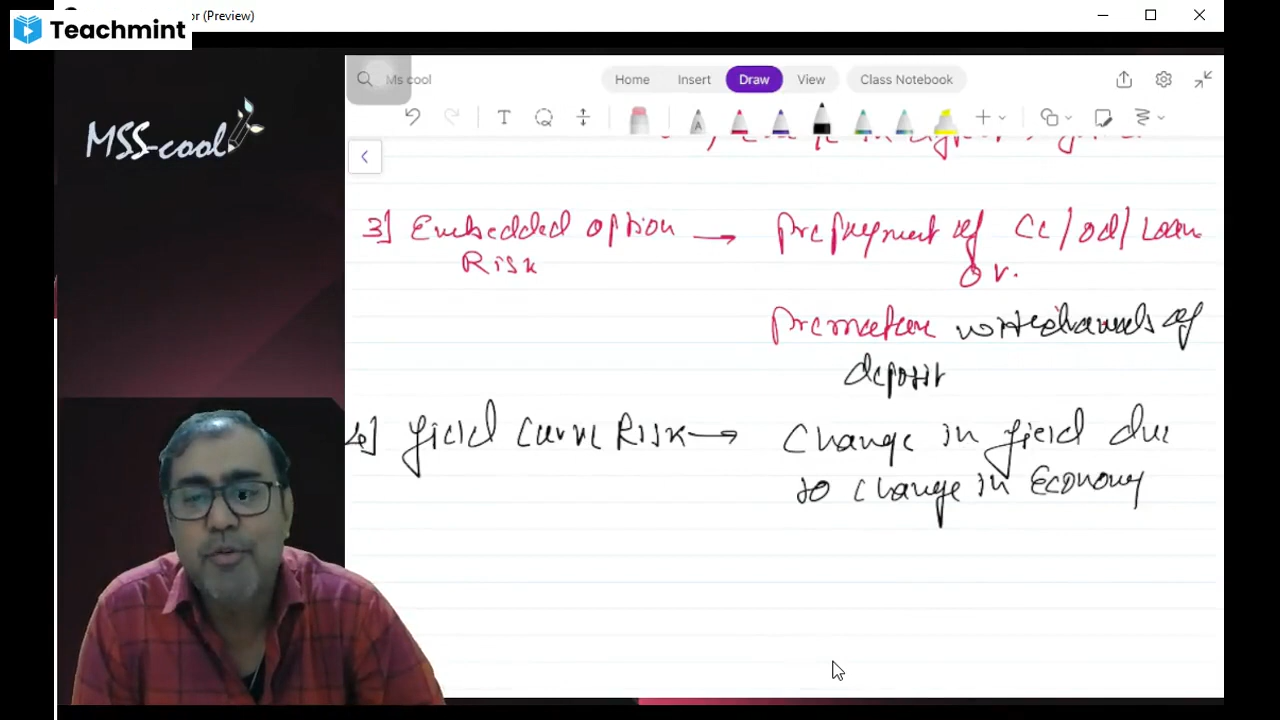 Teachmint
or (Preview)
MSS-cool
Ms cool
Home Insert Draw View Class Notebook
3] Embedded option → prepayment of CC/od/Loan
Risk or.
premature withdrawals of
deposit
4] yield curve Risk → Change in yield due
to change in Economy